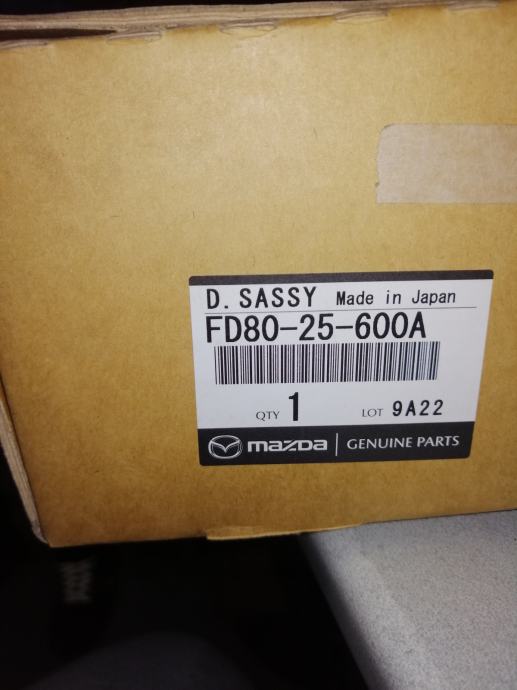 D.SASSY Made in Japan
FD80-25-600A
QTY 1 LOT 9A22
mazda | GENUINE PARTS